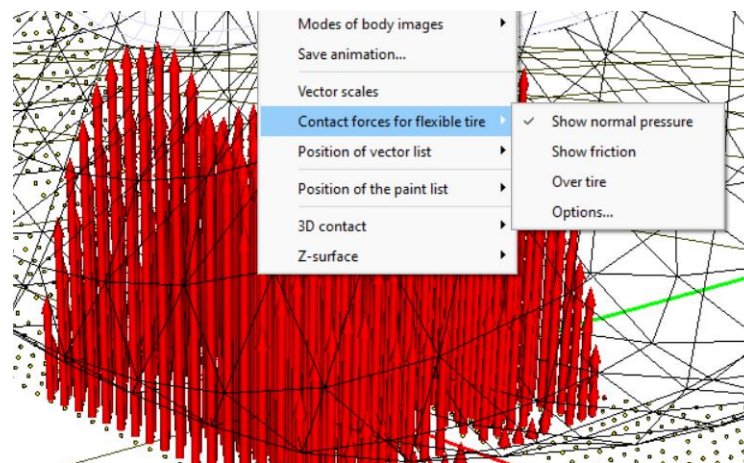 Modes of body images
Save animation...
Vector scales
Contact forces for flexible tire
Position of vector list
Position of the paint list
3D contact
Z-surface
Show normal pressure
Show friction
Over tire
Options...